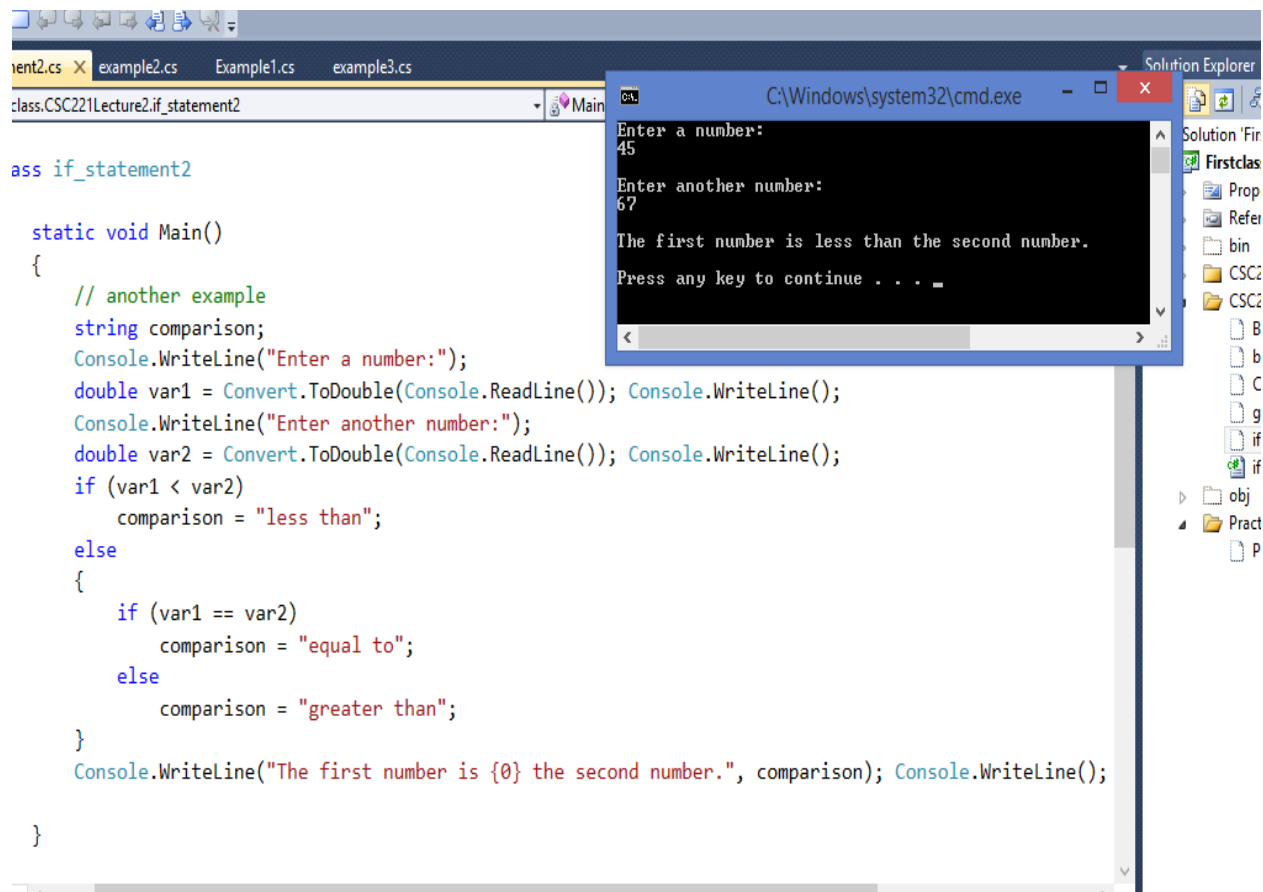 ment2.cs X example2.cs Example1.cs example3.cs
Solution Explorer
class.CSC221Lecture2.if_statement2
Main
C:\Windows\system32\cmd.exe
Enter a number:
45
Enter another number:
67
The first number is less than the second number.
Press any key to continue . . . _
ass if_statement2
static void Main()
{
// another example
string comparison;
Console.WriteLine("Enter a number:");
double var1 = Convert.ToDouble(Console.ReadLine()); Console.WriteLine();
Console.WriteLine("Enter another number:");
double var2 = Convert.ToDouble(Console.ReadLine()); Console.WriteLine();
if (var1 < var2)
comparison = "less than";
else
{
if (var1 == var2)
comparison = "equal to";
else
comparison = "greater than";
}
Console.WriteLine("The first number is {0} the second number.", comparison); Console.WriteLine();
}
Solution 'Fir
Firstclas
Prop
Refer
bin
CSC2
CSC2
B
b
C
g
if
if
obj
Pract
P